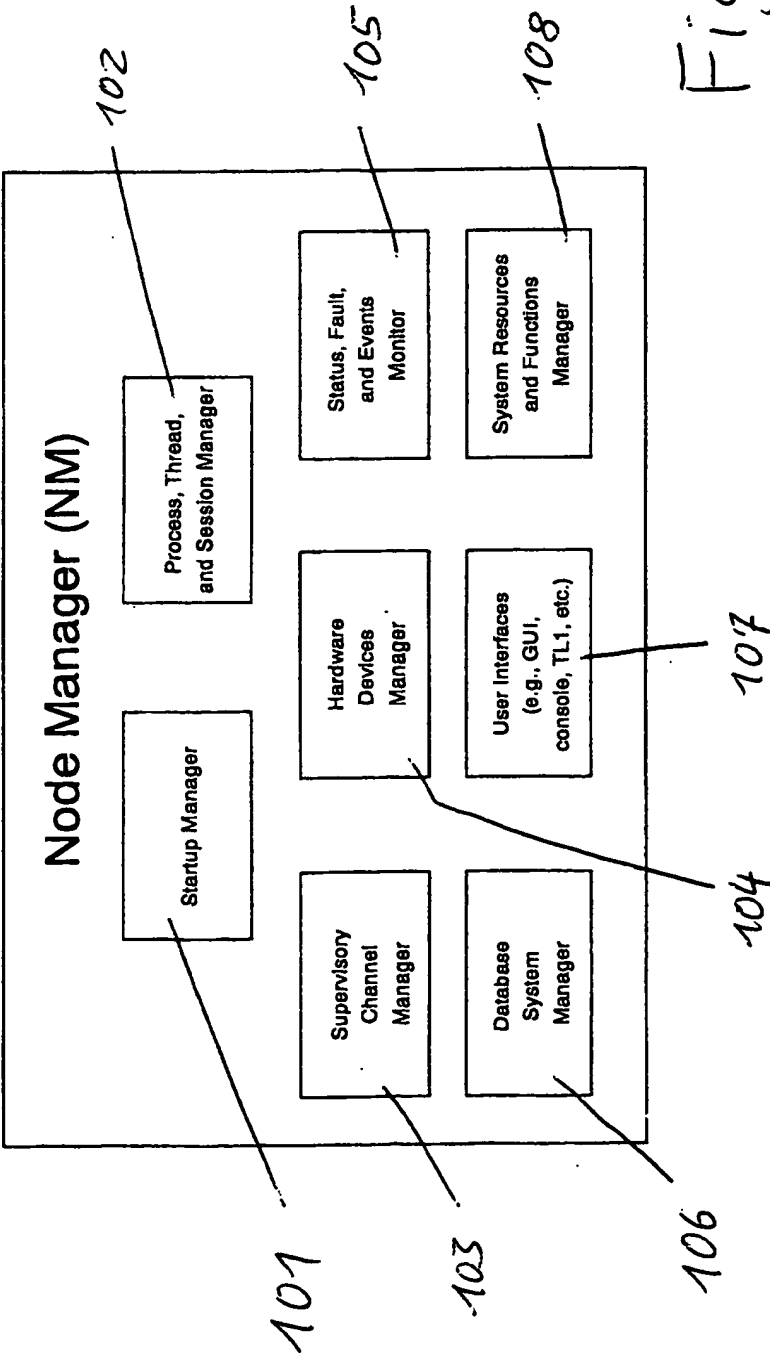 Node Manager (NM)
Startup Manager
Process, Thread,
and Session Manager
Supervisory
Channel
Manager
Hardware
Devices
Manager
Status, Fault,
and Events
Monitor
Database
System
Manager
User Interfaces
(e.g., GUI,
console, TL1, etc.)
System Resources
and Functions
Manager
101
102
103
104
105
106
107
108